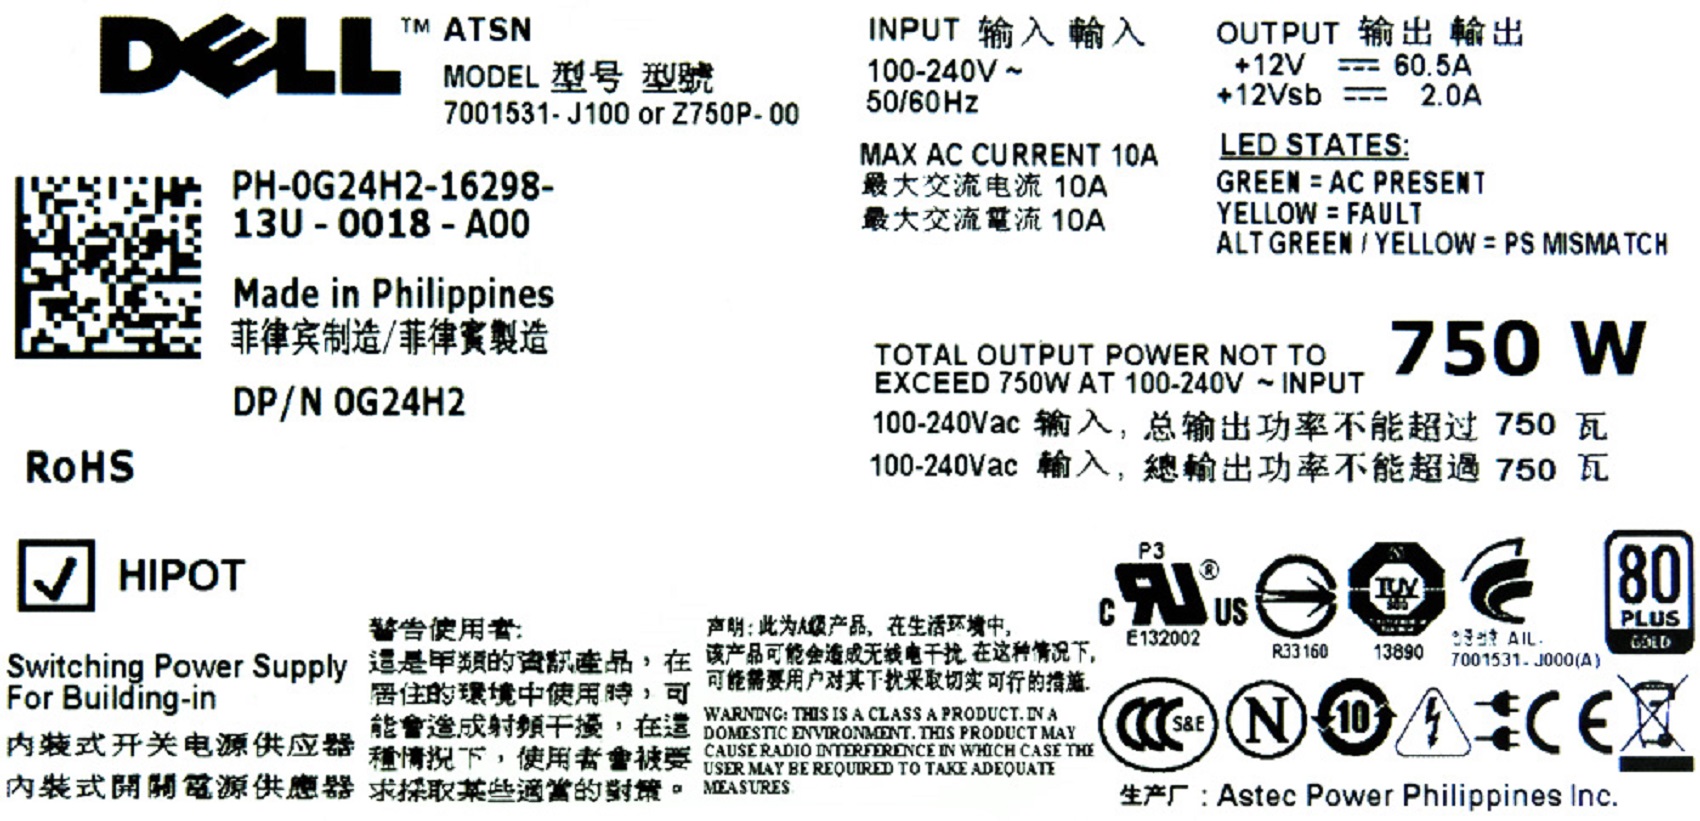 DELL™ ATSN
MODEL 型号 型號
7001531- J100 or Z750P- 00
PH-0G24H2-16298-
13U - 0018 - A00
Made in Philippines
菲律宾制造/菲律賓製造
DP/N 0G24H2
RoHS
HIPOT
INPUT 输入 輸入
100-240V ~
50/60Hz
MAX AC CURRENT 10A
最大交流电流 10A
最大交流電流 10A
OUTPUT 输出 輸出
+12V ⎓ 60.5A
+12Vsb ⎓ 2.0A
LED STATES:
GREEN = AC PRESENT
YELLOW = FAULT
ALT GREEN / YELLOW = PS MISMATCH
TOTAL OUTPUT POWER NOT TO
EXCEED 750W AT 100-240V ~ INPUT
750 W
100-240Vac 输入, 总输出功率不能超过 750 瓦
100-240Vac 輸入, 總輸出功率不能超過 750 瓦
Switching Power Supply
For Building-in
内装式开关电源供应器
內裝式開關電源供應器
警告使用者:
這是甲類的資訊產品，在
居住的環境中使用時，可
能會造成射頻干擾，在這
種情況下，使用者會被要
求採取某些適當的對策。
声明: 此为A级产品, 在生活环境中,
该产品可能会造成无线电干扰. 在这种情况下,
可能需要用户对其干扰采取切实可行的措施.
WARNING: THIS IS A CLASS A PRODUCT. IN A
DOMESTIC ENVIRONMENT. THIS PRODUCT MAY
CAUSE RADIO INTERFERENCE IN WHICH CASE THE
USER MAY BE REQUIRED TO TAKE ADEQUATE
MEASURES
P3
C RU ® US
E132002
R33160
N
TUV
13890
AIL-
7001531- J000(A)
80
PLUS
GOLD
CCC S&E
N
10
CE
生产厂 : Astec Power Philippines Inc.